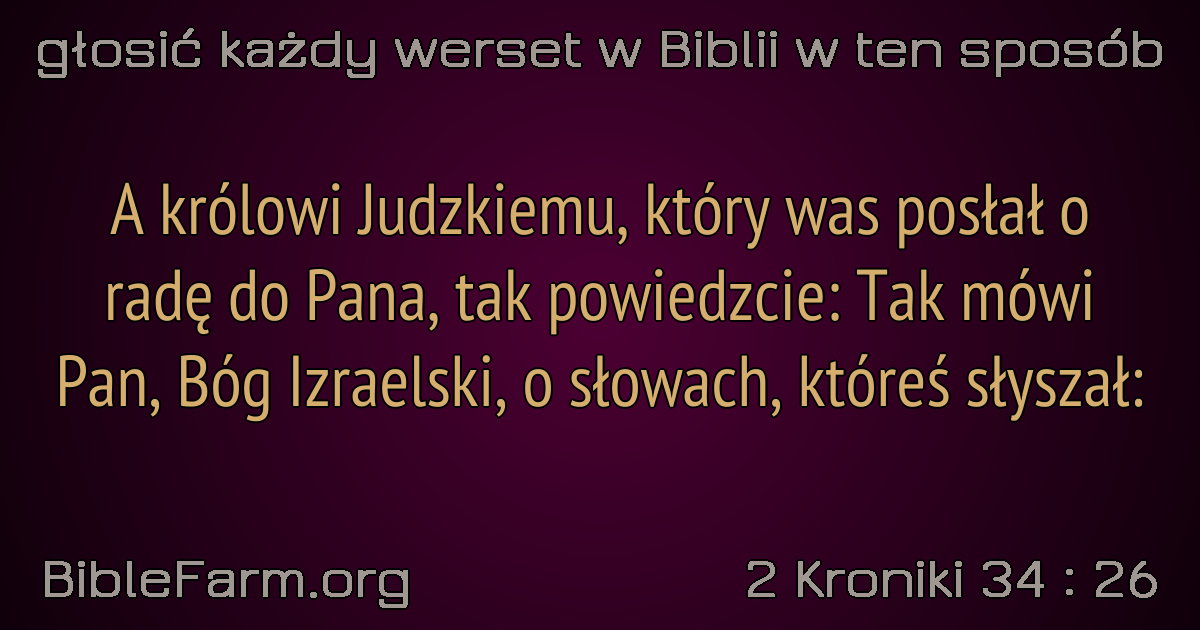 głosić każdy werset w Biblii w ten sposób
A królowi Judzkiemu, który was posłał o
radę do Pana, tak powiedzcie: Tak mówi
Pan, Bóg Izraelski, o słowach, któreś słyszał:
BibleFarm.org
2 Kroniki 34 : 26